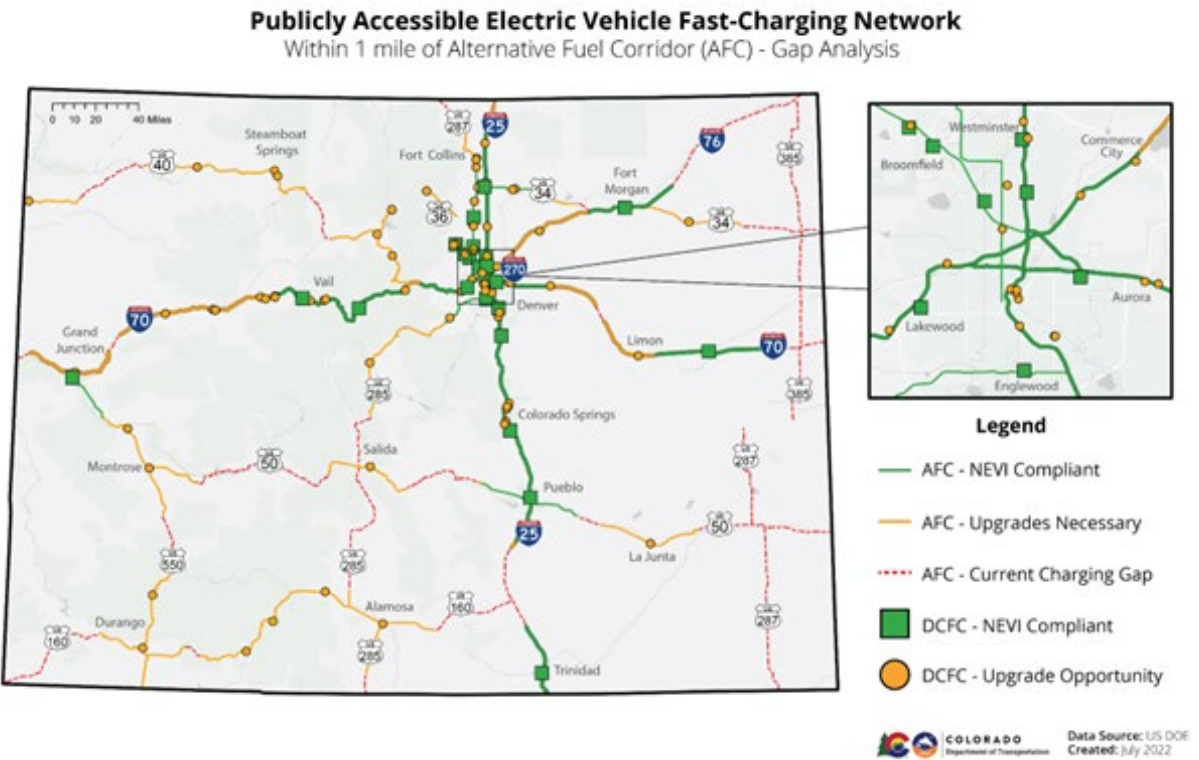 Publicly Accessible Electric Vehicle Fast-Charging Network
Within 1 mile of Alternative Fuel Corridor (AFC) - Gap Analysis
0 10 20 40 Miles
Steamboat
Springs
40
287
25
Fort Collins
76
385
34
Fort
Morgan
36
34
270
Vail
Denver
70
Grand
Junction
Limon
70
285
385
Colorado Springs
Salida
Montrose
50
287
Pueblo
25
50
La Junta
550
285
Alamosa
160
Durango
160
285
287
Trinidad
Westminster
Commerce
City
Broomfield
Aurora
Lakewood
Englewood
Legend
AFC - NEVI Compliant
AFC - Upgrades Necessary
AFC - Current Charging Gap
DCFC - NEVI Compliant
DCFC - Upgrade Opportunity
COLORADO
Department of Transportation
Data Source: US DOE
Created: July 2022